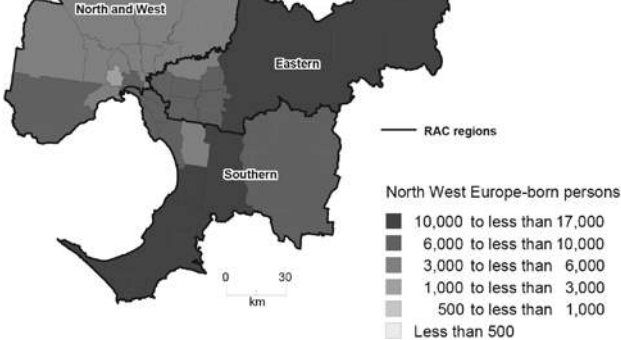 North and West
Eastern
RAC regions
Southern
North West Europe-born persons
10,000 to less than 17,000
6,000 to less than 10,000
3,000 to less than 6,000
1,000 to less than 3,000
500 to less than 1,000
Less than 500
0 30
km